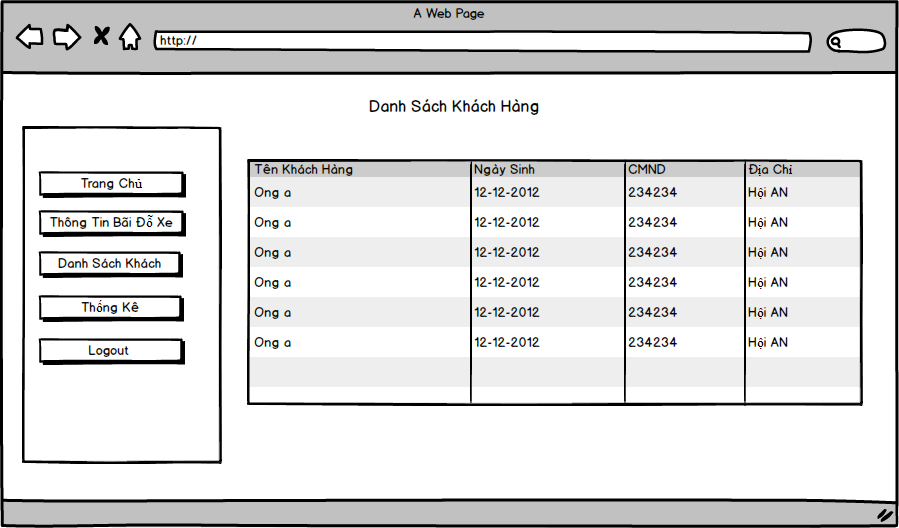 A Web Page
http://
Danh Sách Khách Hàng
Trang Chủ
Thông Tin Bãi Đỗ Xe
Danh Sách Khách
Thống Kê
Logout
Tên Khách Hàng Ngày Sinh CMND Địa Chỉ
Ong a 12-12-2012 234234 Hội AN
Ong a 12-12-2012 234234 Hội AN
Ong a 12-12-2012 234234 Hội AN
Ong a 12-12-2012 234234 Hội AN
Ong a 12-12-2012 234234 Hội AN
Ong a 12-12-2012 234234 Hội AN